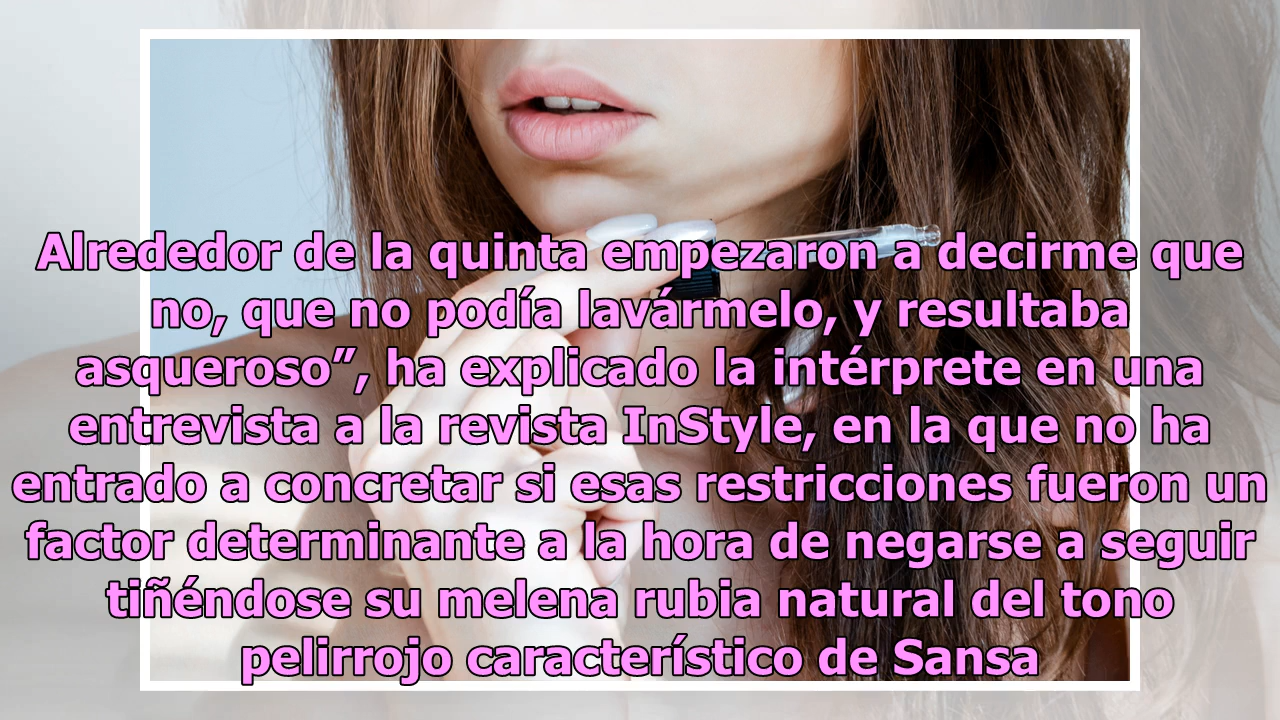 Alrededor de la quinta empezaron a decirme que
no, que no podía lavármelo, y resultaba
asqueroso”, ha explicado la intérprete en una
entrevista a la revista InStyle, en la que no ha
entrado a concretar si esas restricciones fueron un
factor determinante a la hora de negarse a seguir
tiñéndose su melena rubia natural del tono
pelirrojo característico de Sansa